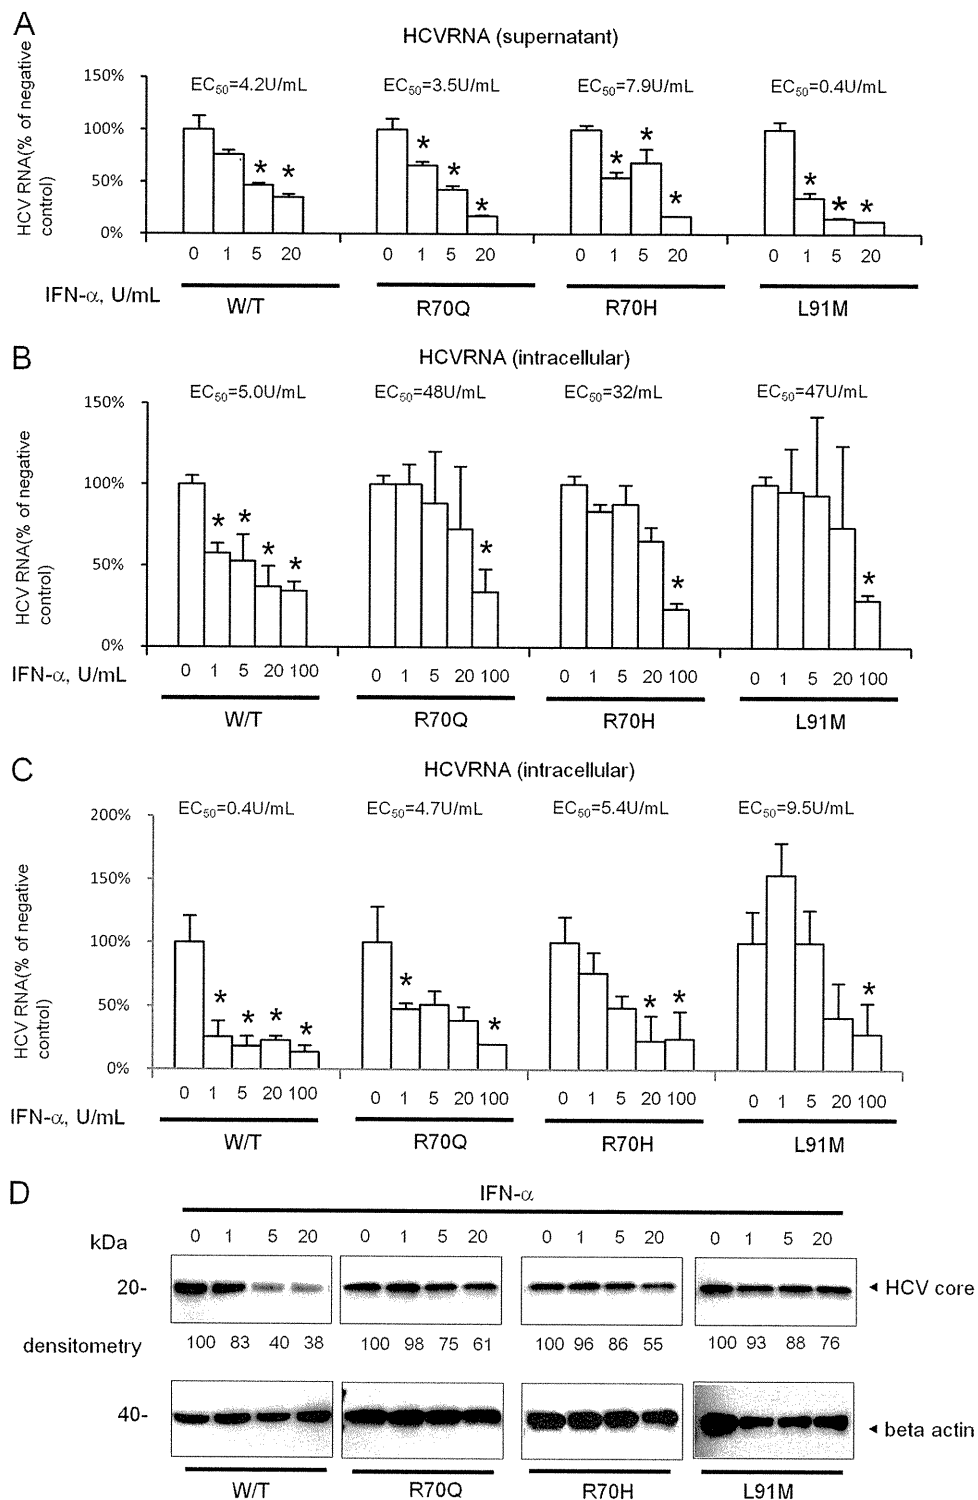 A
HCVRNA (supernatant)
HCV RNA(% of negative control)
150%
100%
50%
0%
EC50=4.2U/mL
EC50=3.5U/mL
EC50=7.9U/mL
EC50=0.4U/mL
* *
* * *
* * *
* * *
0 1 5 20
0 1 5 20
0 1 5 20
0 1 5 20
IFN-α, U/mL
W/T
R70Q
R70H
L91M
B
HCVRNA (intracellular)
HCV RNA(% of negative control)
150%
100%
50%
0%
EC50=5.0U/mL
EC50=48U/mL
EC50=32/mL
EC50=47U/mL
* * * *
*
*
*
IFN-α, U/mL
0 1 5 20 100
0 1 5 20 100
0 1 5 20 100
0 1 5 20 100
W/T
R70Q
R70H
L91M
C
HCVRNA (intracellular)
HCV RNA(% of negative control)
200%
150%
100%
50%
0%
EC50=0.4U/mL
EC50=4.7U/mL
EC50=5.4U/mL
EC50=9.5U/mL
* * * *
* *
* *
*
0 1 5 20 100
0 1 5 20 100
0 1 5 20 100
0 1 5 20 100
IFN-α, U/mL
W/T
R70Q
R70H
L91M
D
IFN-α
kDa
0 1 5 20
0 1 5 20
0 1 5 20
0 1 5 20
20-
◄ HCV core
densitometry
100 83 40 38
100 98 75 61
100 96 86 55
100 93 88 76
40-
◄ beta actin
W/T
R70Q
R70H
L91M